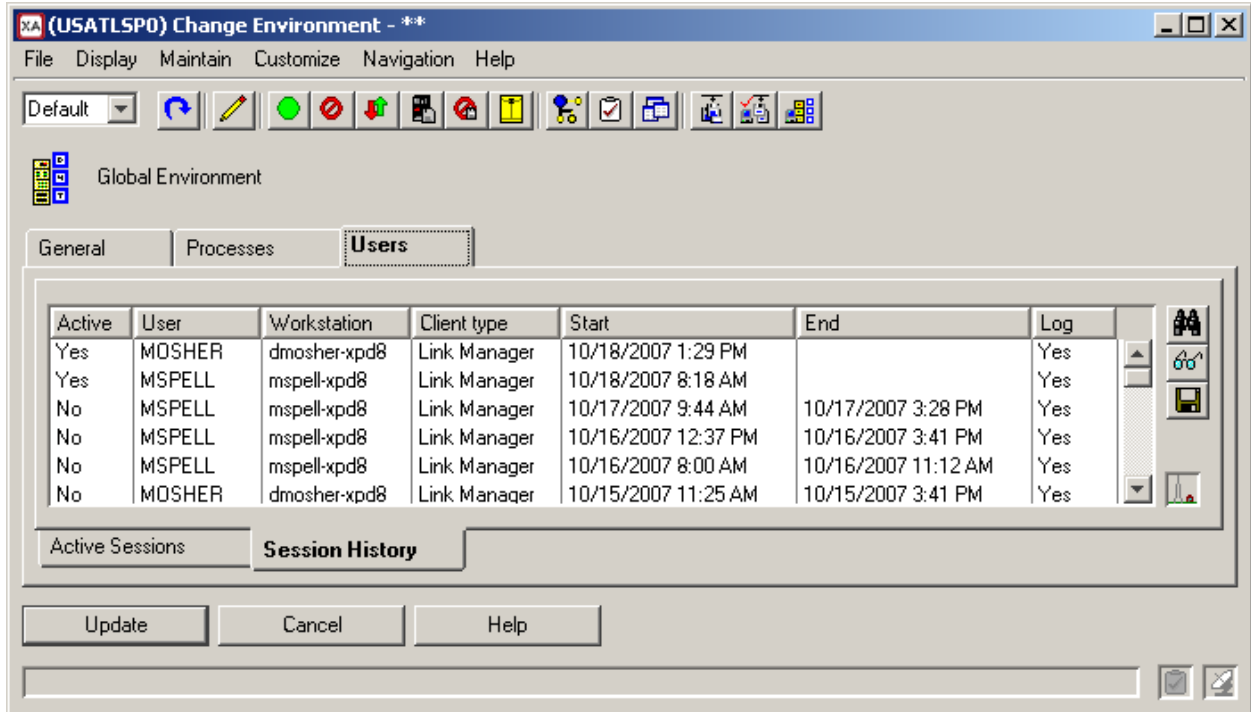 XA (USATLSP0) Change Environment - **
File Display Maintain Customize Navigation Help
Default
Global Environment
General Processes Users
Active User Workstation Client type Start End Log
Yes MOSHER dmosher-xpd8 Link Manager 10/18/2007 1:29 PM Yes
Yes MSPELL mspell-xpd8 Link Manager 10/18/2007 8:18 AM Yes
No MSPELL mspell-xpd8 Link Manager 10/17/2007 9:44 AM 10/17/2007 3:28 PM Yes
No MSPELL mspell-xpd8 Link Manager 10/16/2007 12:37 PM 10/16/2007 3:41 PM Yes
No MSPELL mspell-xpd8 Link Manager 10/16/2007 8:00 AM 10/16/2007 11:12 AM Yes
No MOSHER dmosher-xpd8 Link Manager 10/15/2007 11:25 AM 10/15/2007 3:41 PM Yes
Active Sessions Session History
Update Cancel Help